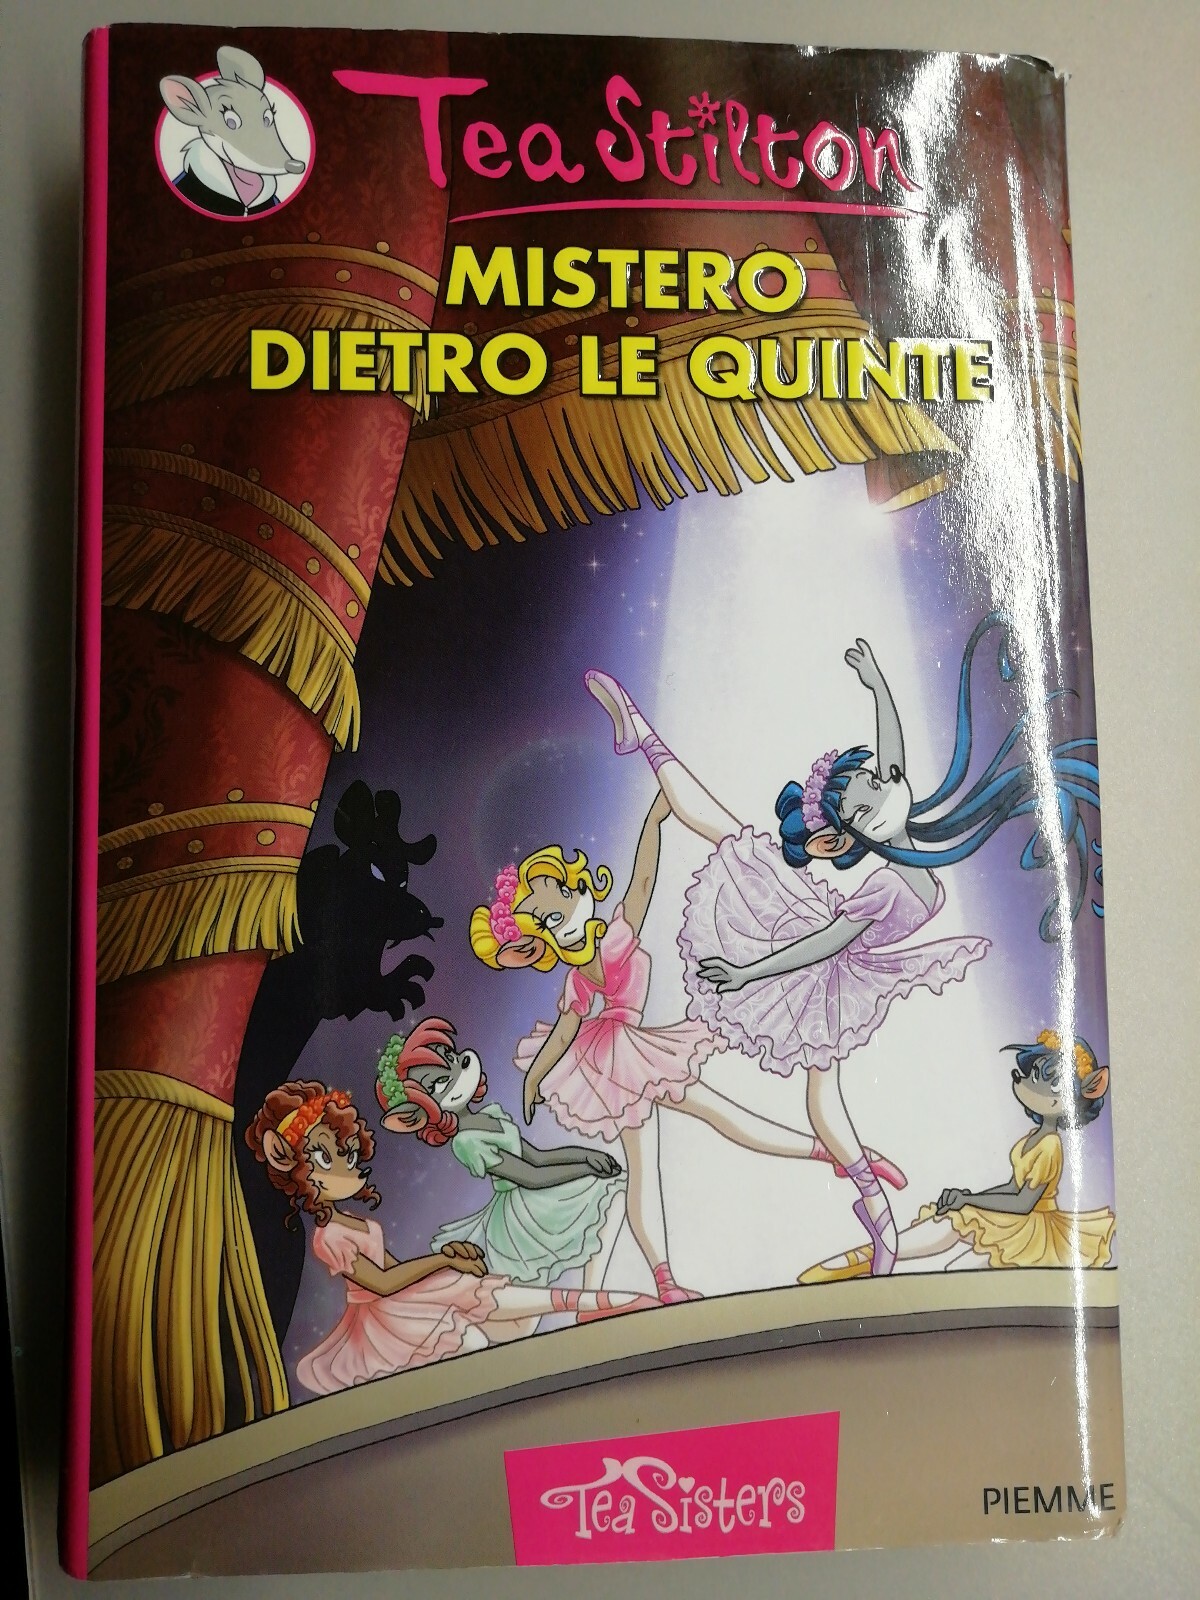 Tea Stilton
MISTERO
DIETRO LE QUINTE
Tea Sisters
PIEMME